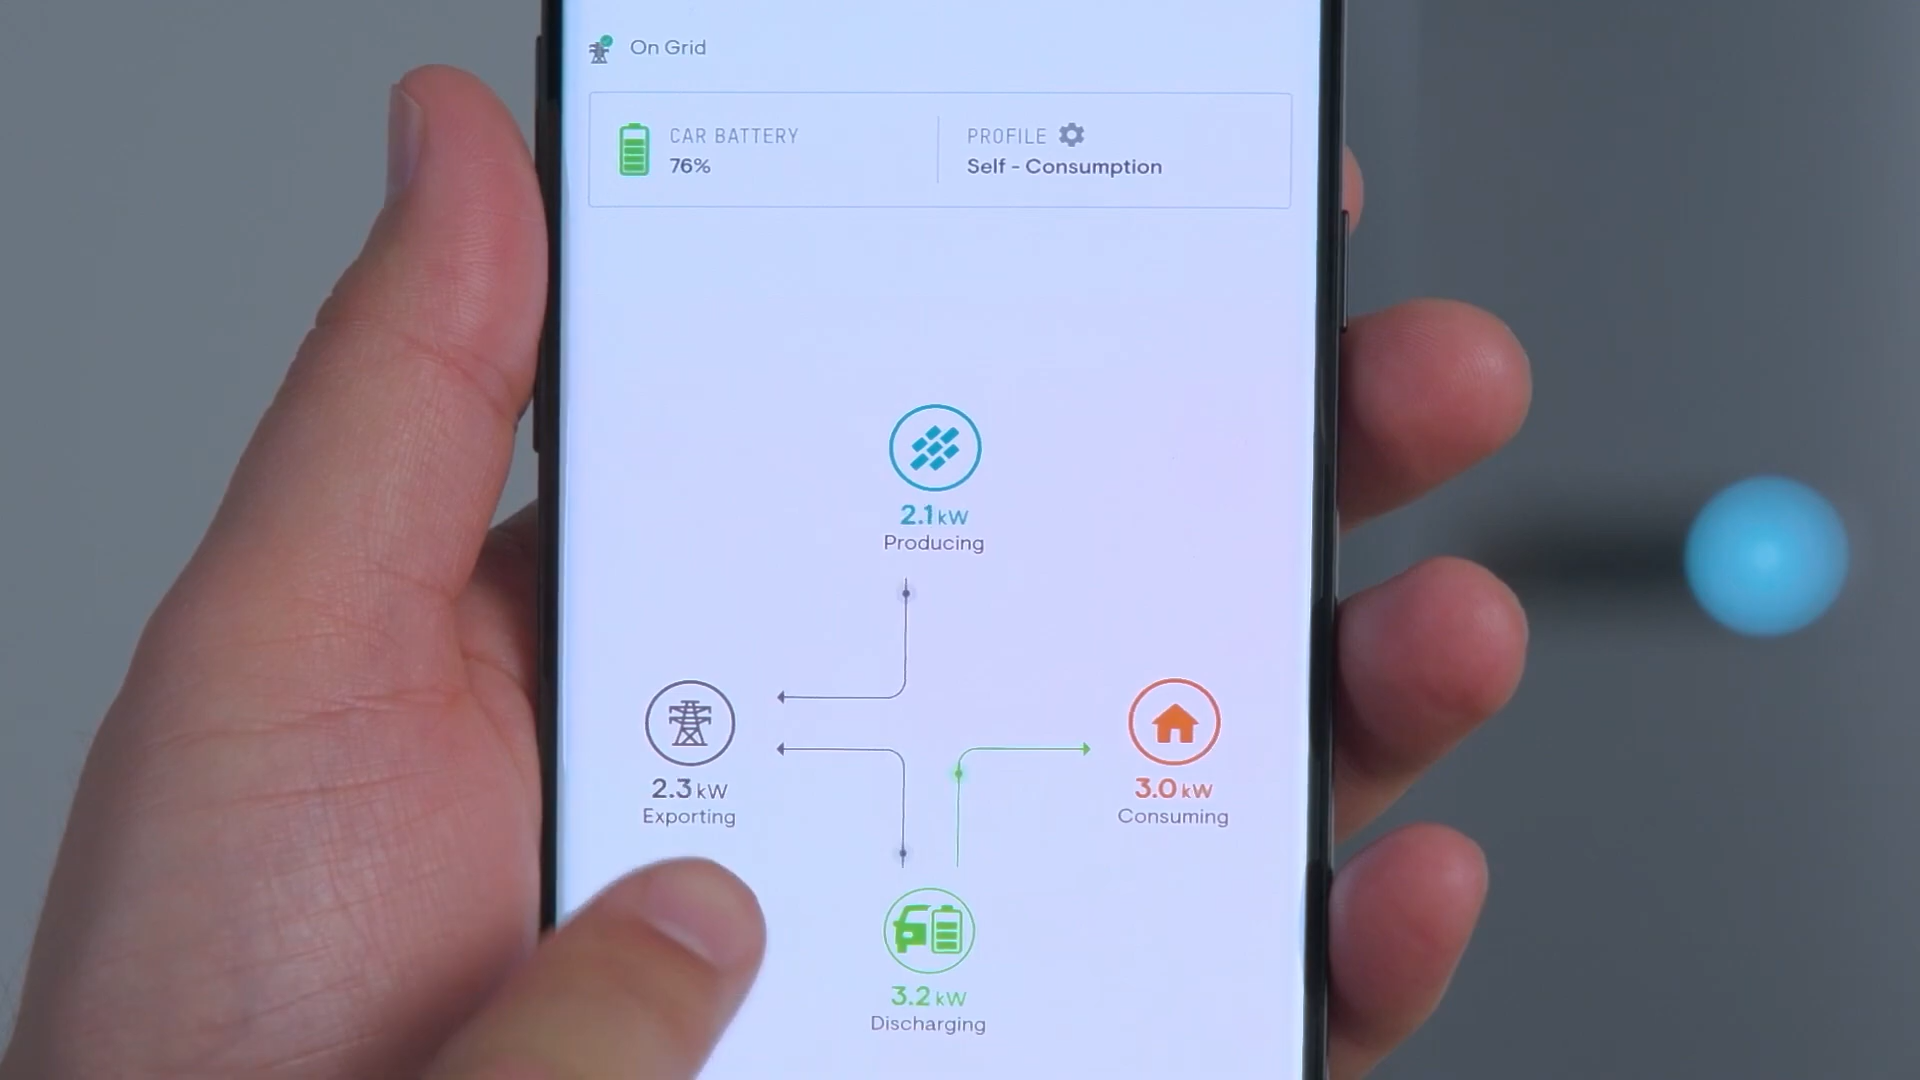 On Grid
CAR BATTERY
76%
PROFILE
Self - Consumption
2.1 kW
Producing
2.3 kW
Exporting
3.0 kW
Consuming
3.2 kW
Discharging